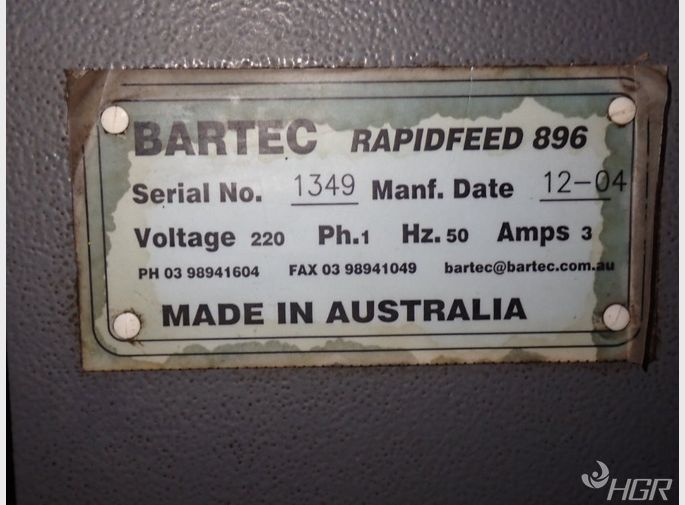 BARTEC RAPIDFEED 896
Serial No. 1349 Manf. Date 12-04
Voltage 220 Ph.1 Hz. 50 Amps 3
PH 03 98941604 FAX 03 98941049 bartec@bartec.com.au
MADE IN AUSTRALIA
HGR